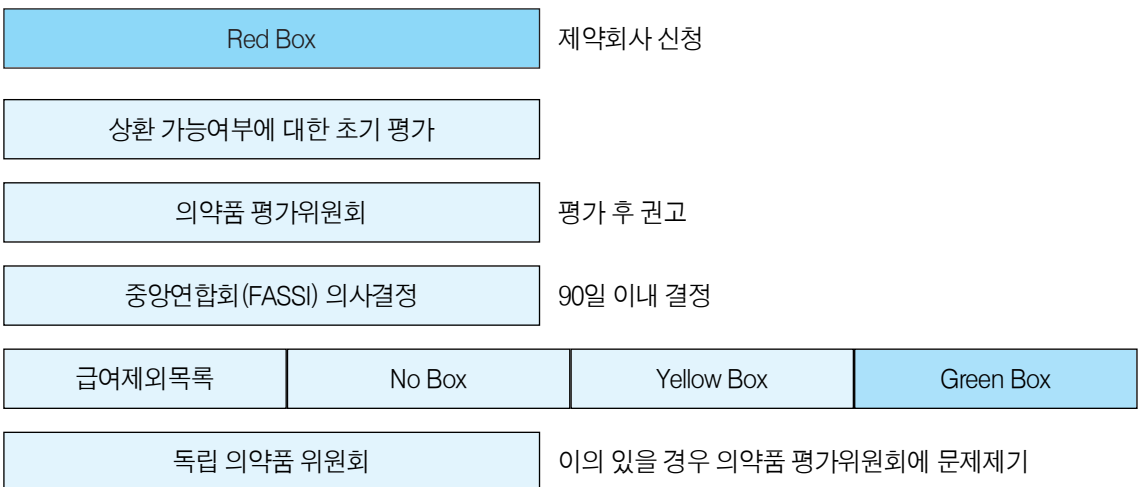 Red Box 제약회사 신청
상환 가능여부에 대한 초기 평가
의약품 평가위원회 평가 후 권고
중앙연합회(FASSI) 의사결정 90일 이내 결정
급여제외목록 No Box Yellow Box Green Box
독립 의약품 위원회 이의 있을 경우 의약품 평가위원회에 문제제기